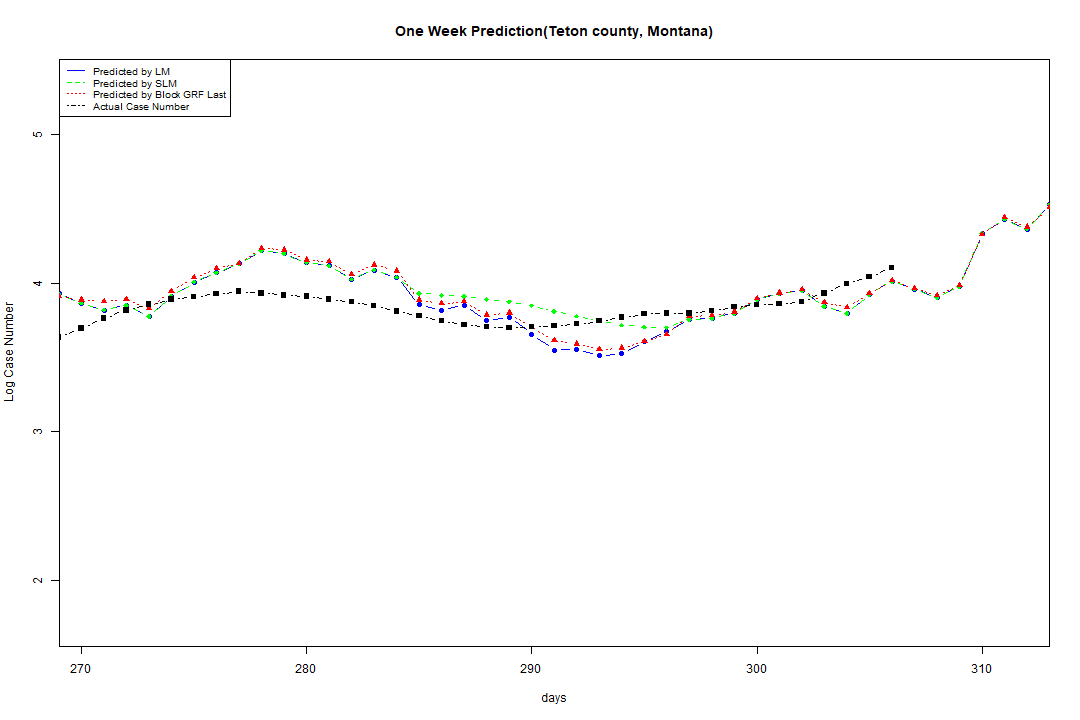 One Week Prediction(Teton county, Montana)
Predicted by LM
Predicted by SLM
Predicted by Block GRF Last
Actual Case Number
5
4
3
2
Log Case Number
270 280 290 300 310
days